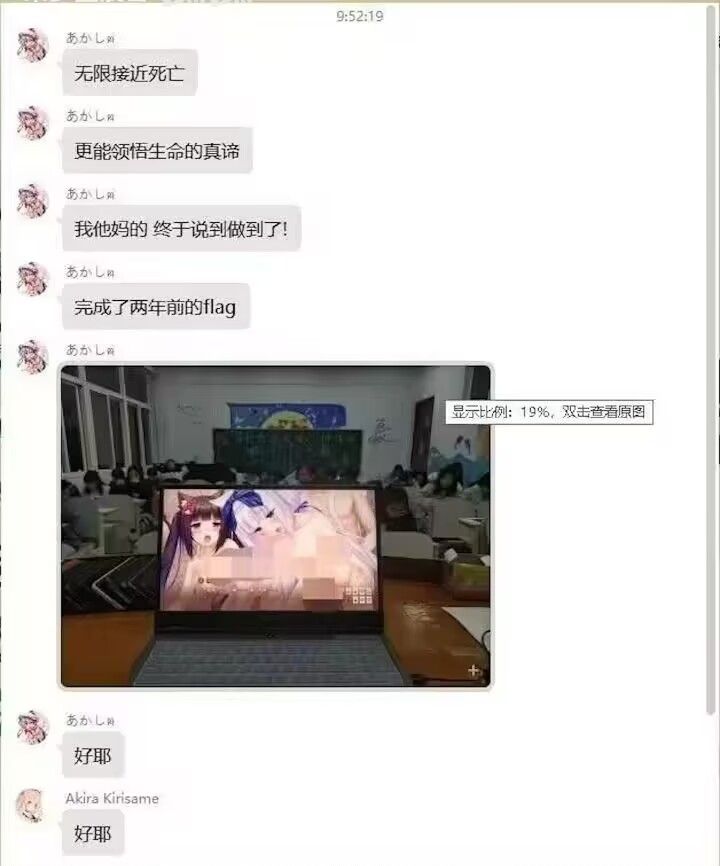 9:52:19
あかし
无限接近死亡
あかし
更能领悟生命的真谛
あかし
我他妈的 终于说到做到了!
あかし
完成了两年前的flag
あかし
显示比例：19%，双击查看原图
あかし
好耶
Akira Kirisame
好耶